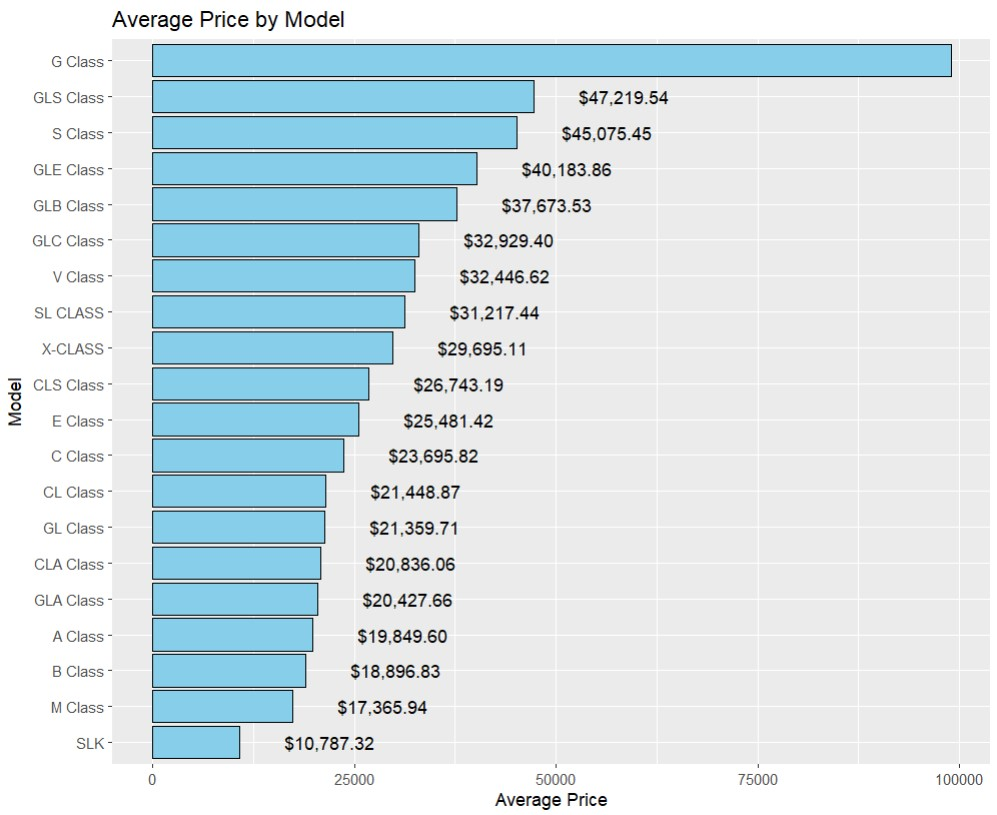 Average Price by Model
Model
G Class
GLS Class $47,219.54
S Class $45,075.45
GLE Class $40,183.86
GLB Class $37,673.53
GLC Class $32,929.40
V Class $32,446.62
SL CLASS $31,217.44
X-CLASS $29,695.11
CLS Class $26,743.19
E Class $25,481.42
C Class $23,695.82
CL Class $21,448.87
GL Class $21,359.71
CLA Class $20,836.06
GLA Class $20,427.66
A Class $19,849.60
B Class $18,896.83
M Class $17,365.94
SLK $10,787.32
0 25000 50000 75000 100000
Average Price